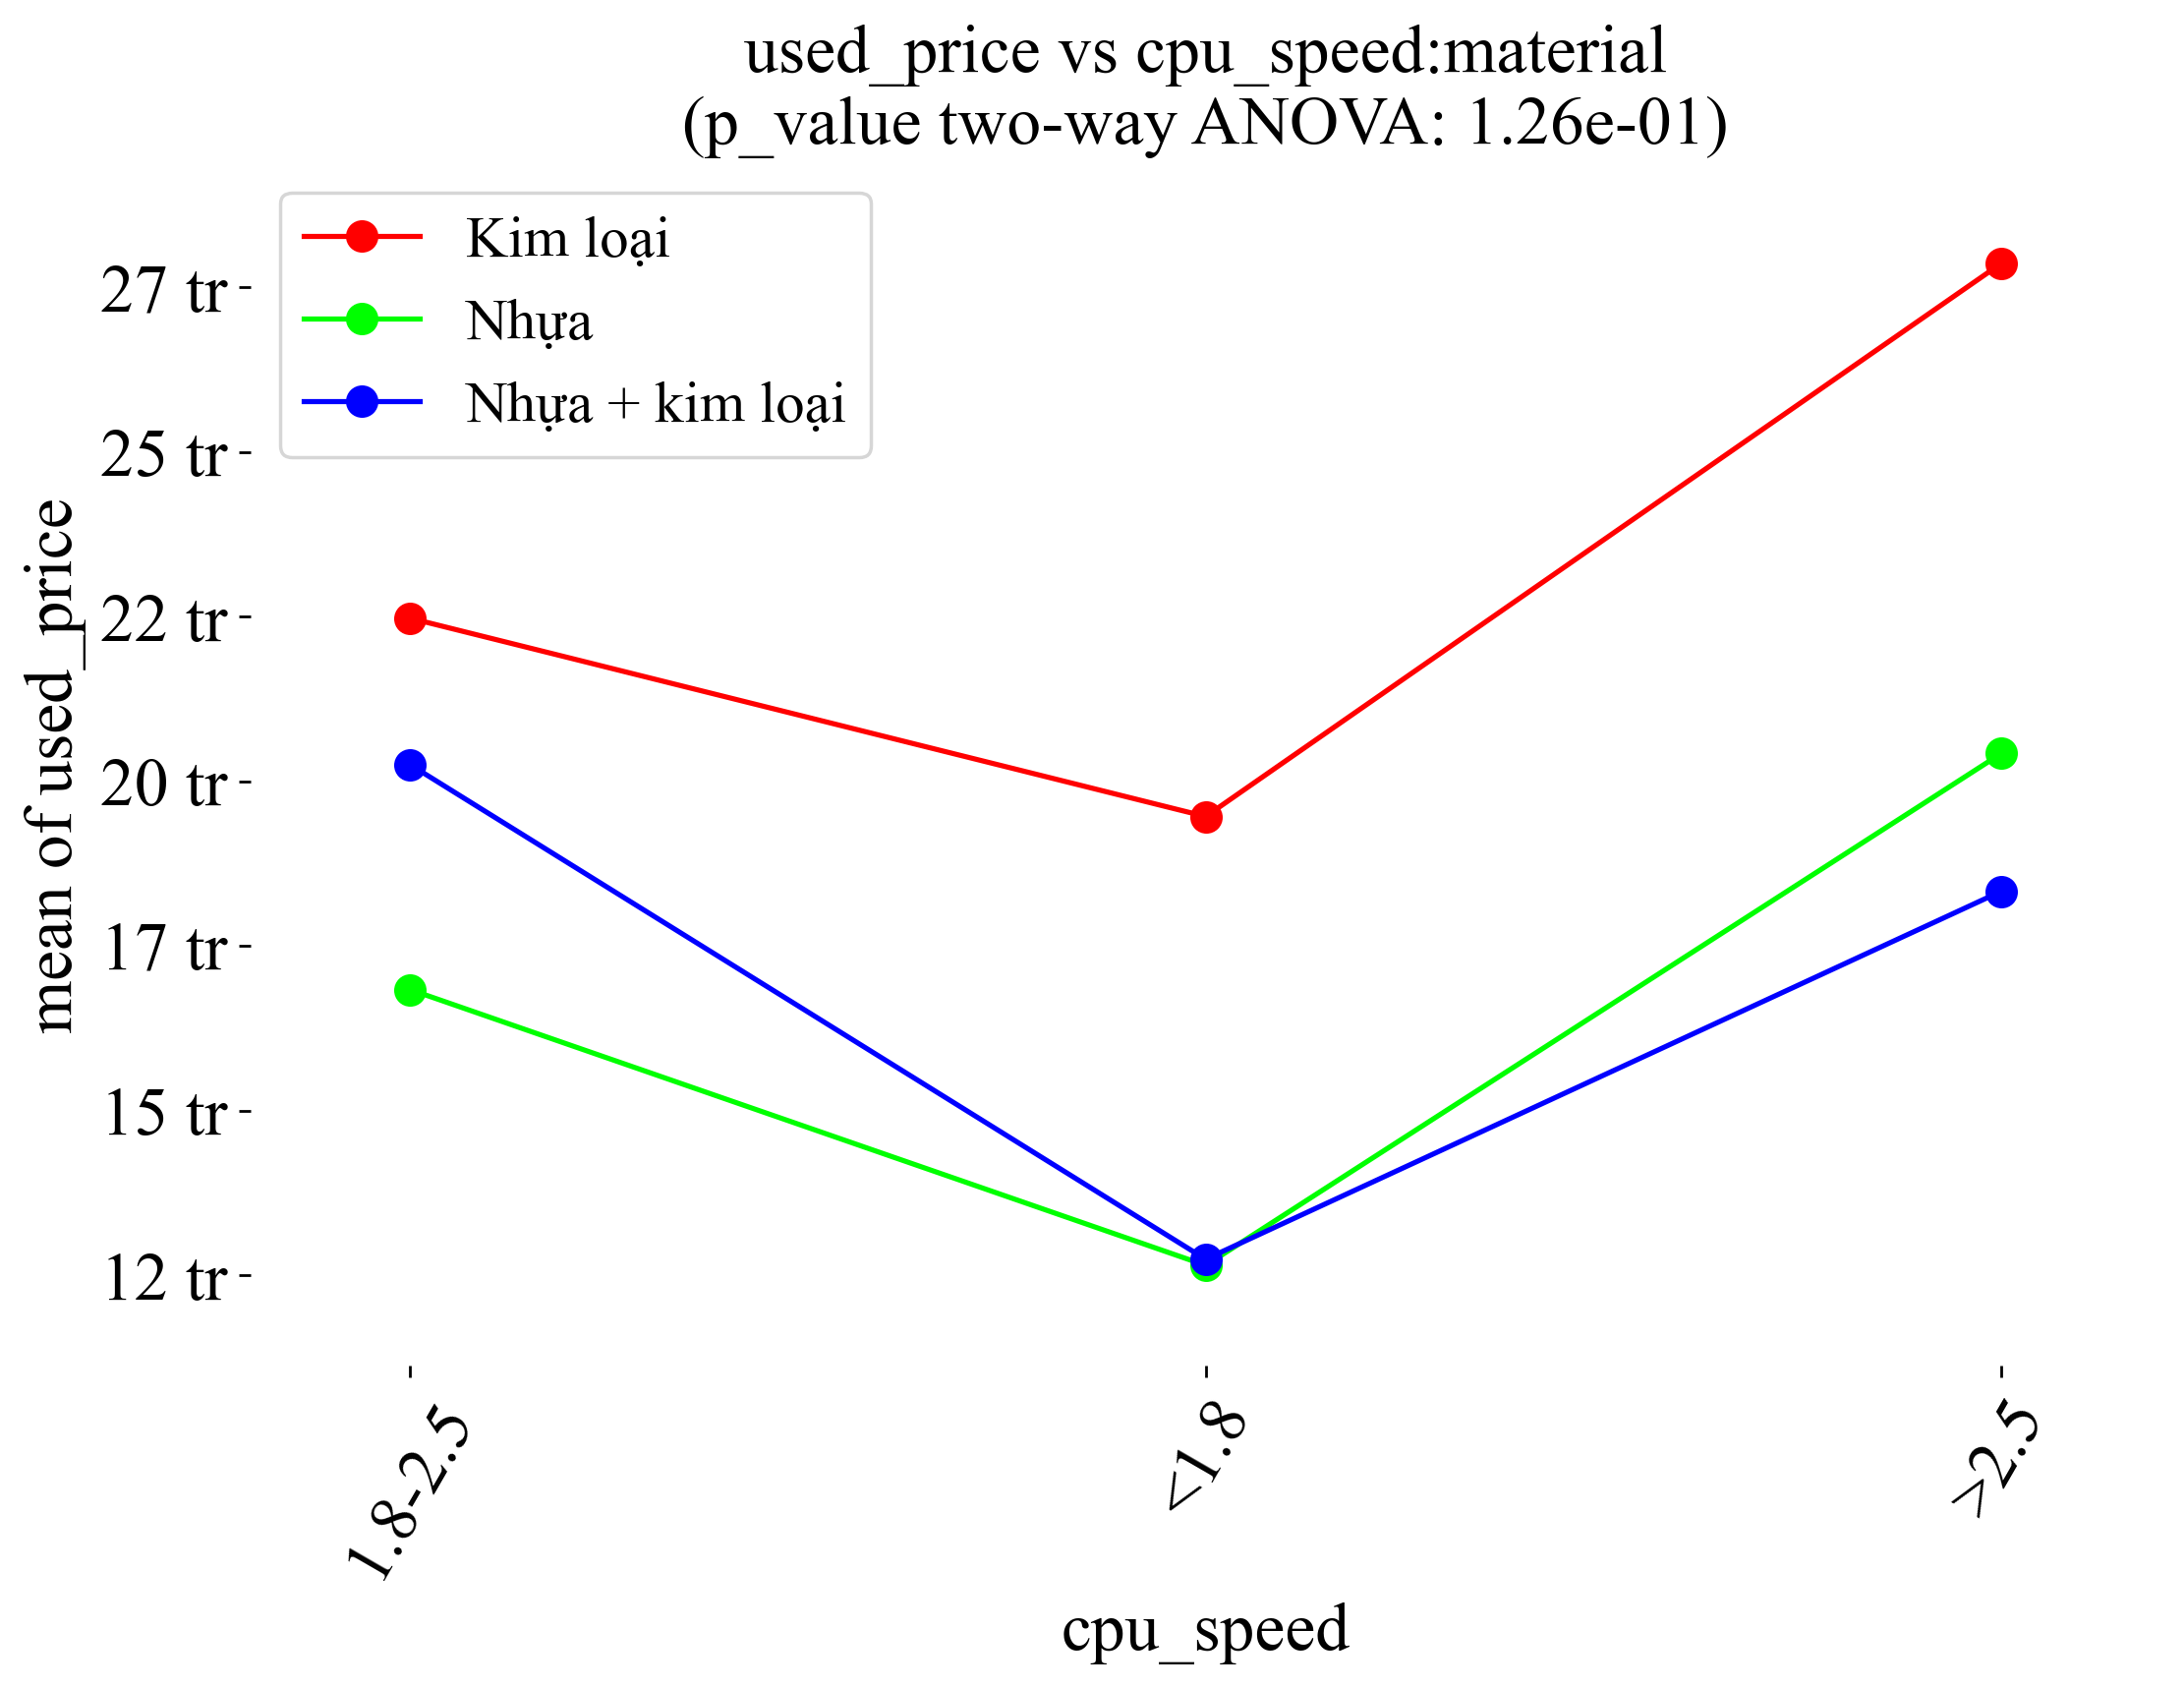 used_price vs cpu_speed:material
(p_value two-way ANOVA: 1.26e-01)
Kim loại
Nhựa
Nhựa + kim loại
27 tr
25 tr
22 tr
20 tr
17 tr
15 tr
12 tr
mean of used_price
1.8-2.5
<1.8
>2.5
cpu_speed